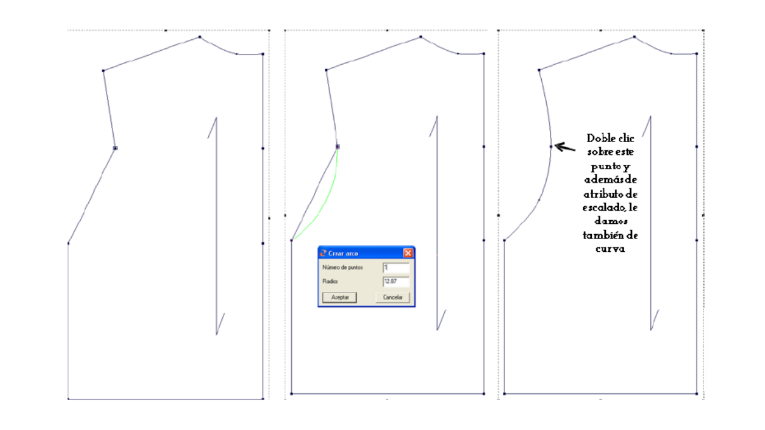 Crear arco
Número de puntos 1
Radios 12.87
Aceptar Cancelar
Doble clic
sobre este
punto y
además de
atributo de
escalado, le
damos
también de
curva